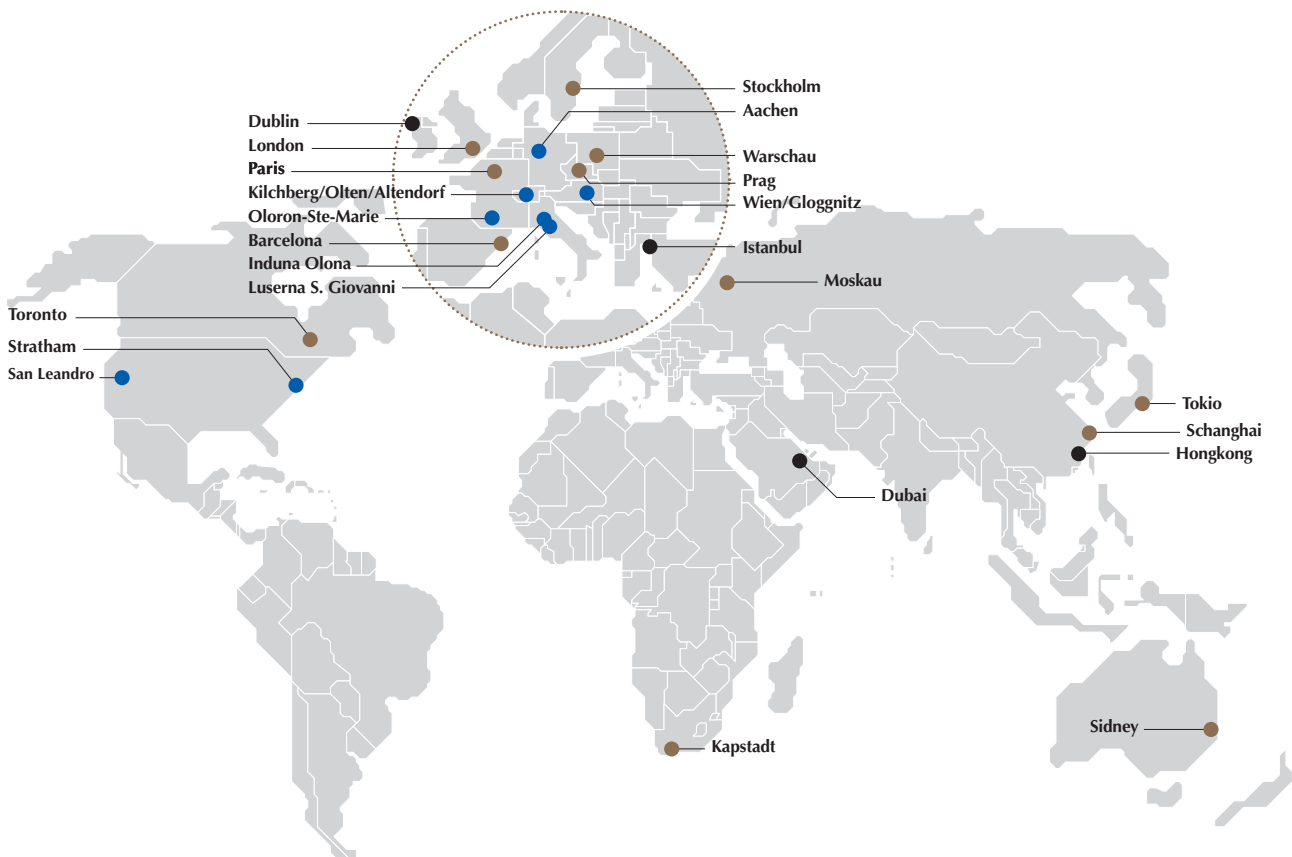 Stockholm
Aachen
Dublin
London
Warschau
Paris
Prag
Kilchberg/Olten/Altendorf
Wien/Gloggnitz
Oloron-Ste-Marie
Barcelona
Istanbul
Induna Olona
Luserna S. Giovanni
Moskau
Toronto
Stratham
San Leandro
Tokio
Schanghai
Hongkong
Dubai
Sidney
Kapstadt